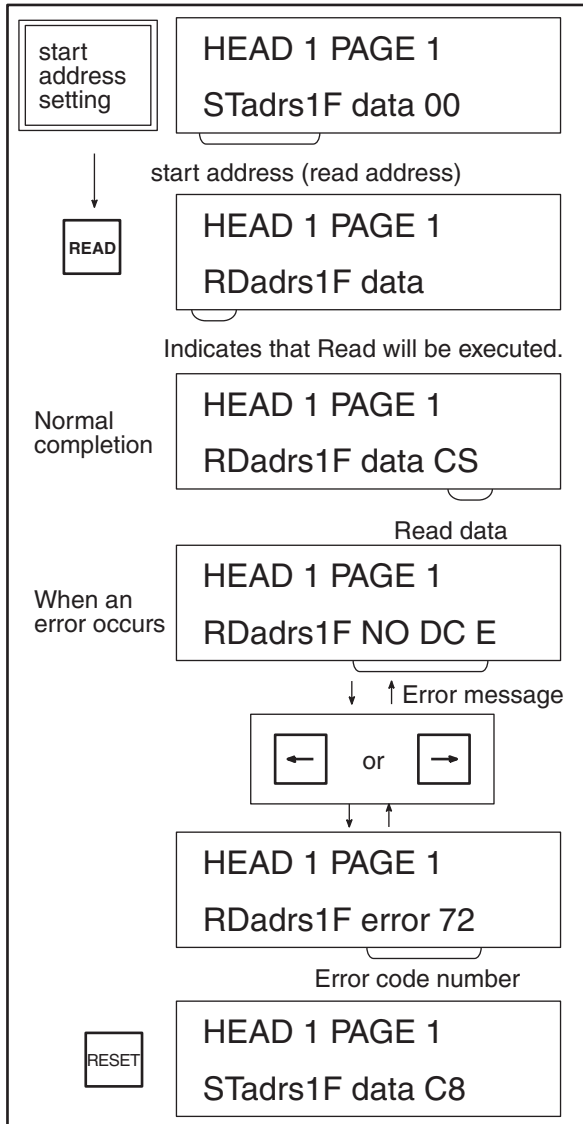 start
address
setting
HEAD 1 PAGE 1
STadrs1F data 00
start address (read address)
READ
HEAD 1 PAGE 1
RDadrs1F data
Indicates that Read will be executed.
Normal
completion
HEAD 1 PAGE 1
RDadrs1F data CS
Read data
When an
error occurs
HEAD 1 PAGE 1
RDadrs1F NO DC E
Error message
or
HEAD 1 PAGE 1
RDadrs1F error 72
Error code number
RESET
HEAD 1 PAGE 1
STadrs1F data C8